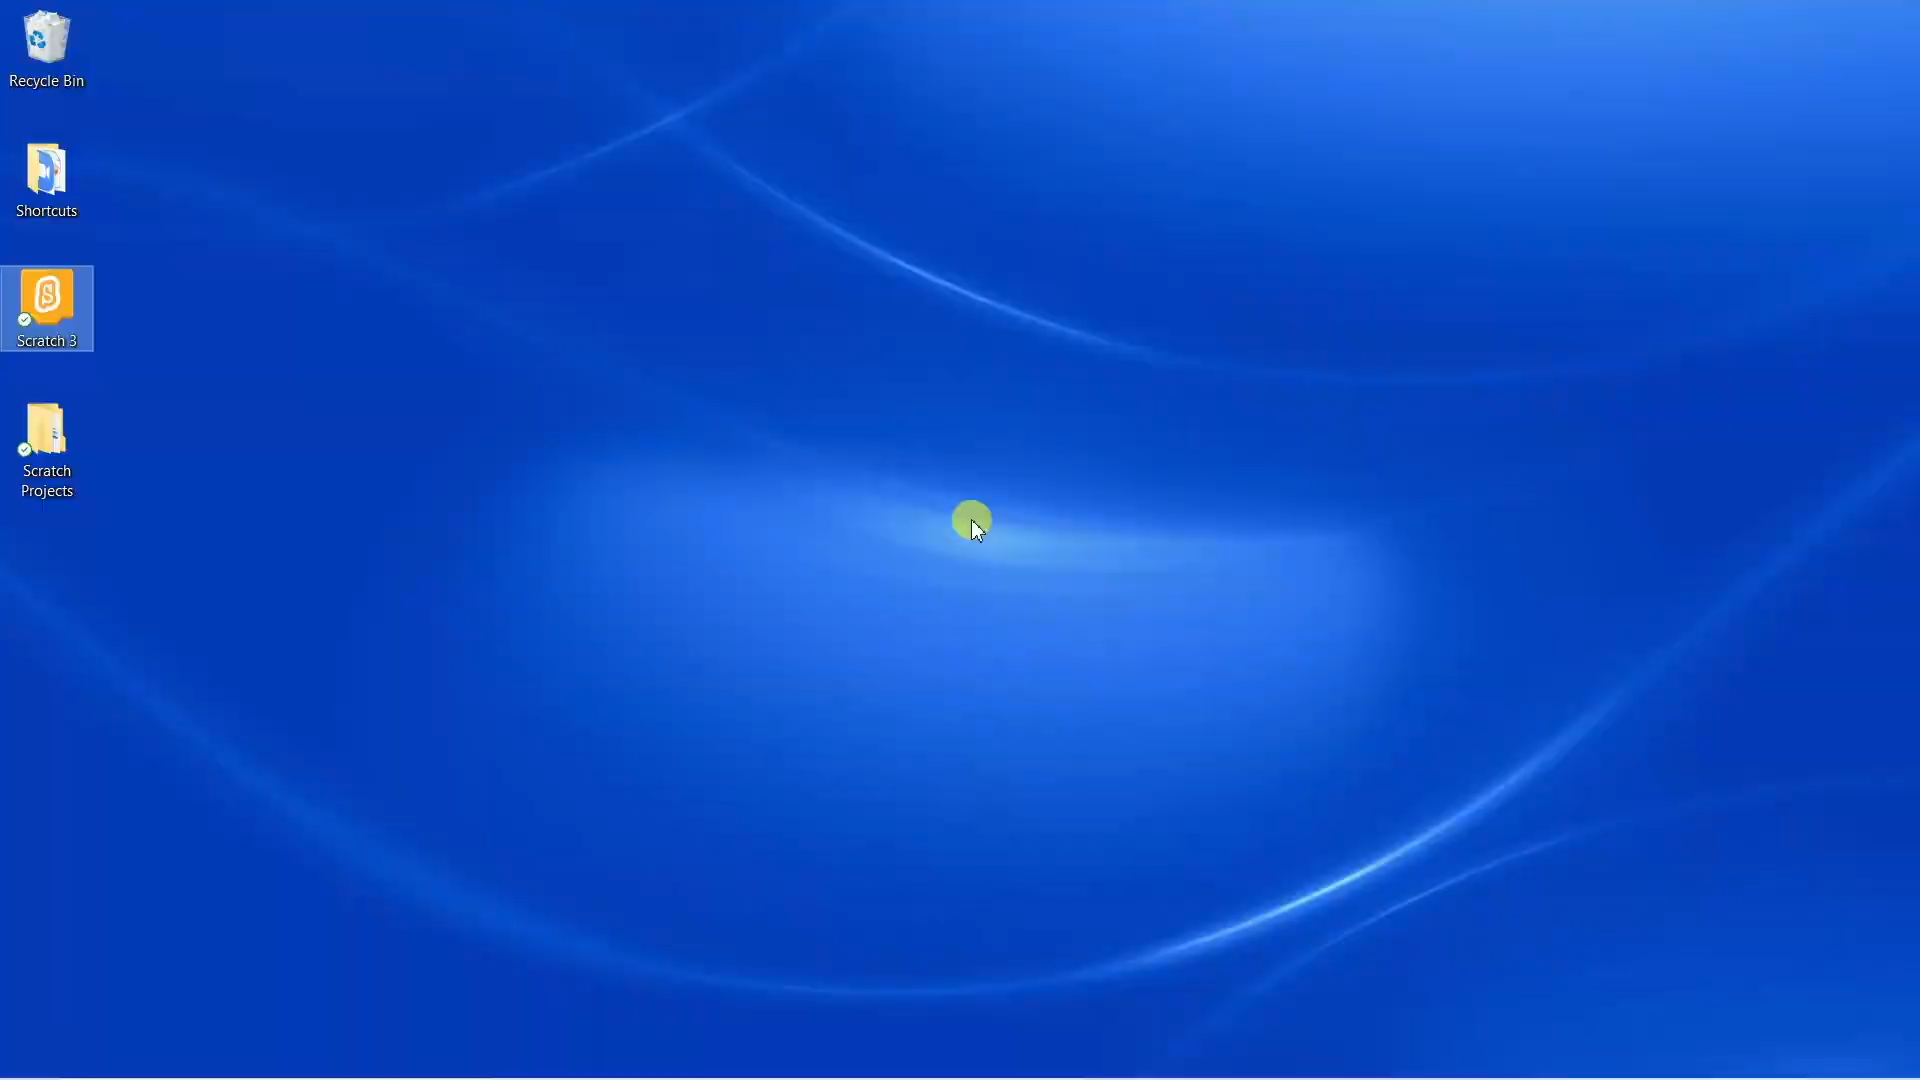 Recycle Bin
Shortcuts
Scratch 3
Scratch
Projects